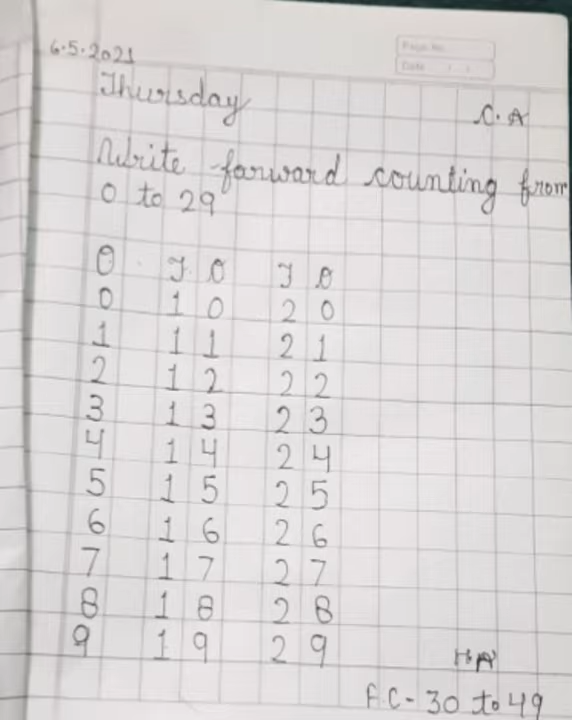 6.5.2021
Page No.
Date
Thursday
C.A
Write forward counting from
0 to 29
O T O T O
0 1 0 2 0
1 1 1 2 1
2 1 2 2 2
3 1 3 2 3
4 1 4 2 4
5 1 5 2 5
6 1 6 2 6
7 1 7 2 7
8 1 8 2 8
9 1 9 2 9
H.A
F.C- 30 to 49